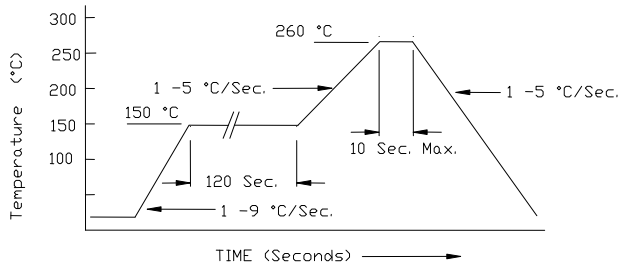 300
260 °C
250
1 -5 °C/Sec.
1 -5 °C/Sec.
200
150 °C
150
10 Sec. Max.
100
120 Sec.
1 -9 °C/Sec.
Temperature (°C)
TIME (Seconds)